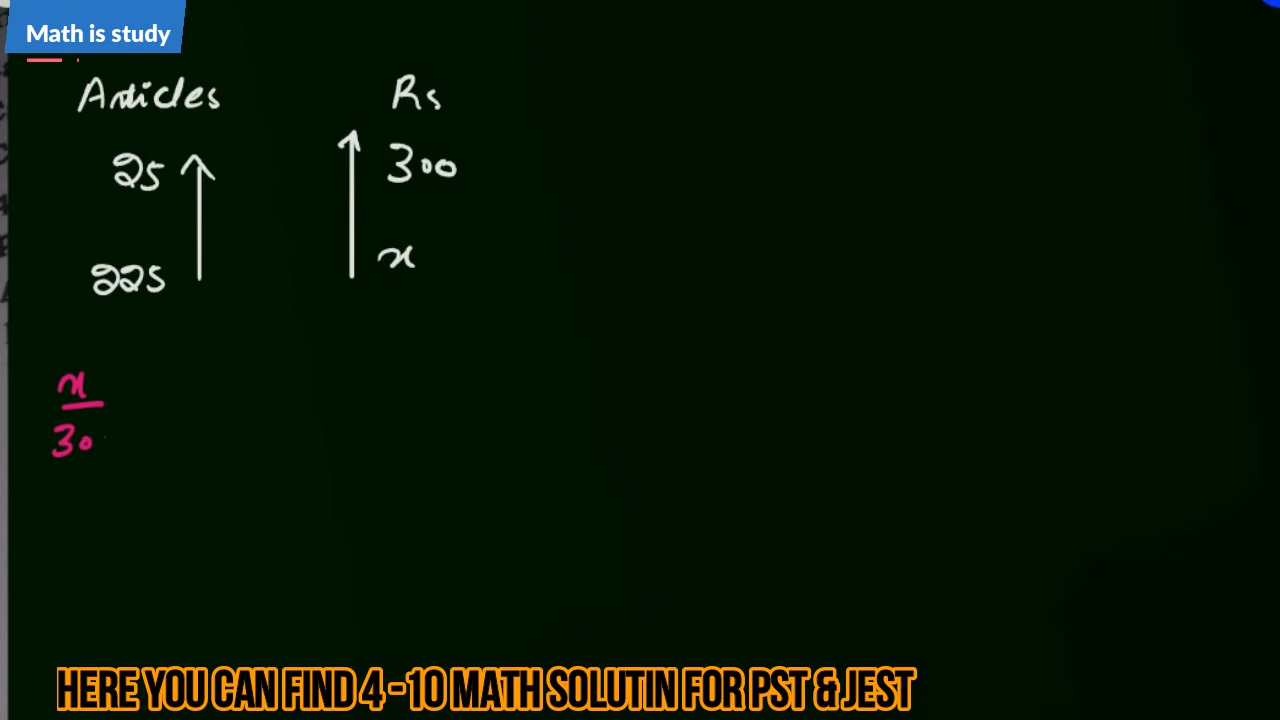 Math is study
Articles Rs
25 300
225 x
x
30
HERE YOU CAN FIND 4 -10 MATH SOLUTIN FOR PST & JEST